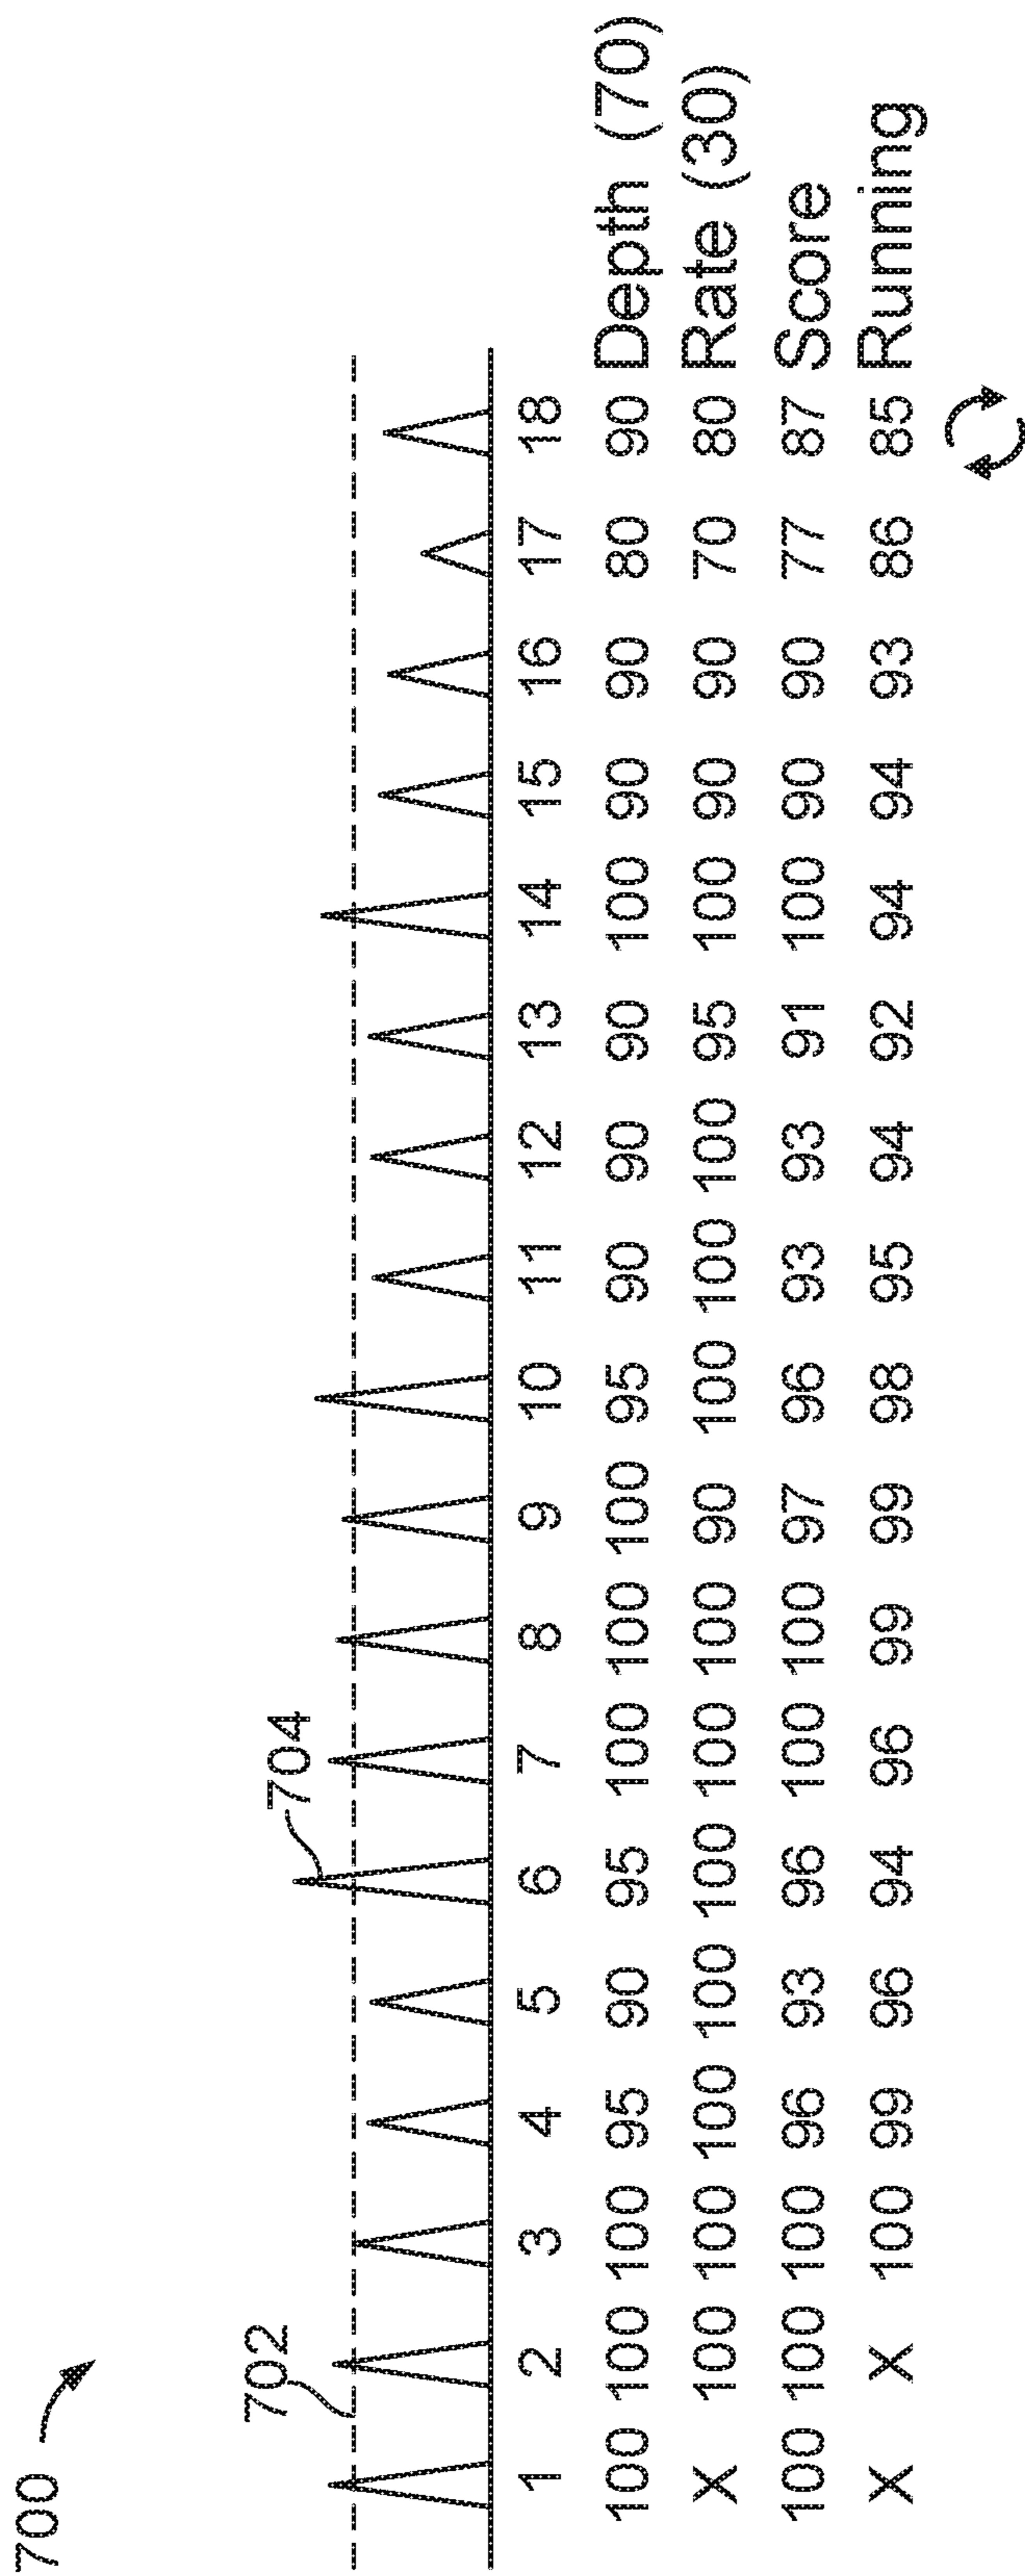 700
702
704
1 2 3 4 5 6 7 8 9 10 11 12 13 14 15 16 17 18
100 100 100 95 90 95 100 100 100 95 90 90 90 100 90 90 80 90 Depth (70)
X 100 100 100 100 100 100 100 90 100 100 100 95 100 90 90 70 80 Rate (30)
100 100 100 96 93 96 100 100 97 96 93 93 91 100 90 90 77 87 Score
X X 100 99 96 94 96 99 99 98 95 94 92 94 94 93 86 85 Running